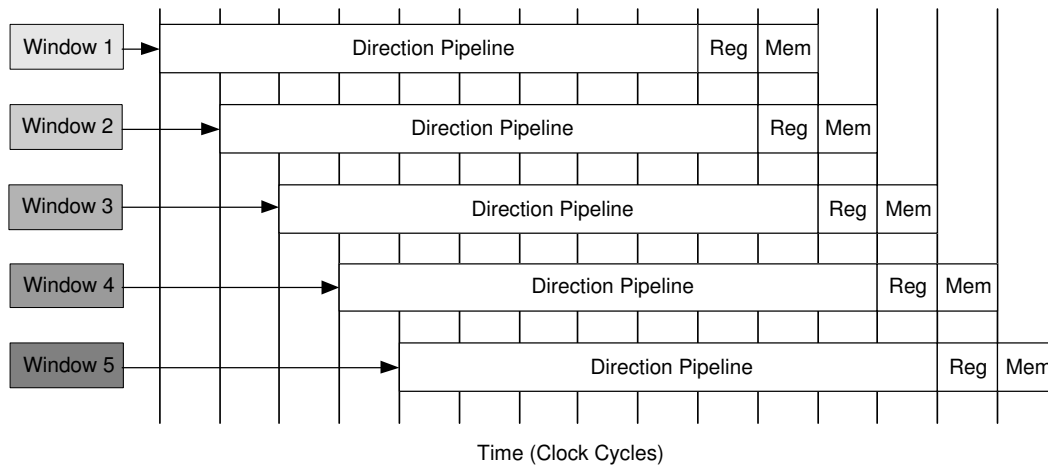 Window 1 Direction Pipeline Reg Mem
Window 2 Direction Pipeline Reg Mem
Window 3 Direction Pipeline Reg Mem
Window 4 Direction Pipeline Reg Mem
Window 5 Direction Pipeline Reg Mem
Time (Clock Cycles)